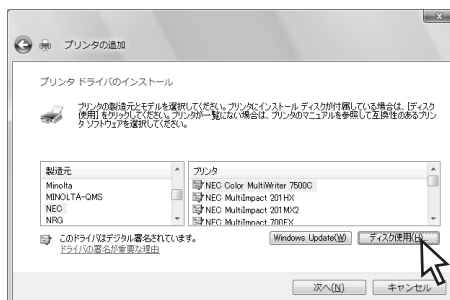 プリンタの追加
プリンタ ドライバのインストール
プリンタの製造元とモデルを選択してください。プリンタにインストール ディスクが付属している場合は、[ディスク
使用] をクリックしてください。プリンタが一覧にない場合は、プリンタのマニュアルを参照して互換性のあるプリン
タ ソフトウェアを選択してください。
製造元
Minolta
MINOLTA-QMS
NEC
NRG
プリンタ
NEC Color MultiWriter 7500C
NEC MultiImpact 201HX
NEC MultiImpact 201MX2
NEC MultiImpact 700EX
このドライバはデジタル署名されています。
ドライバの署名が重要な理由
Windows Update(W)
ディスク使用(H)...
次へ(N)
キャンセル